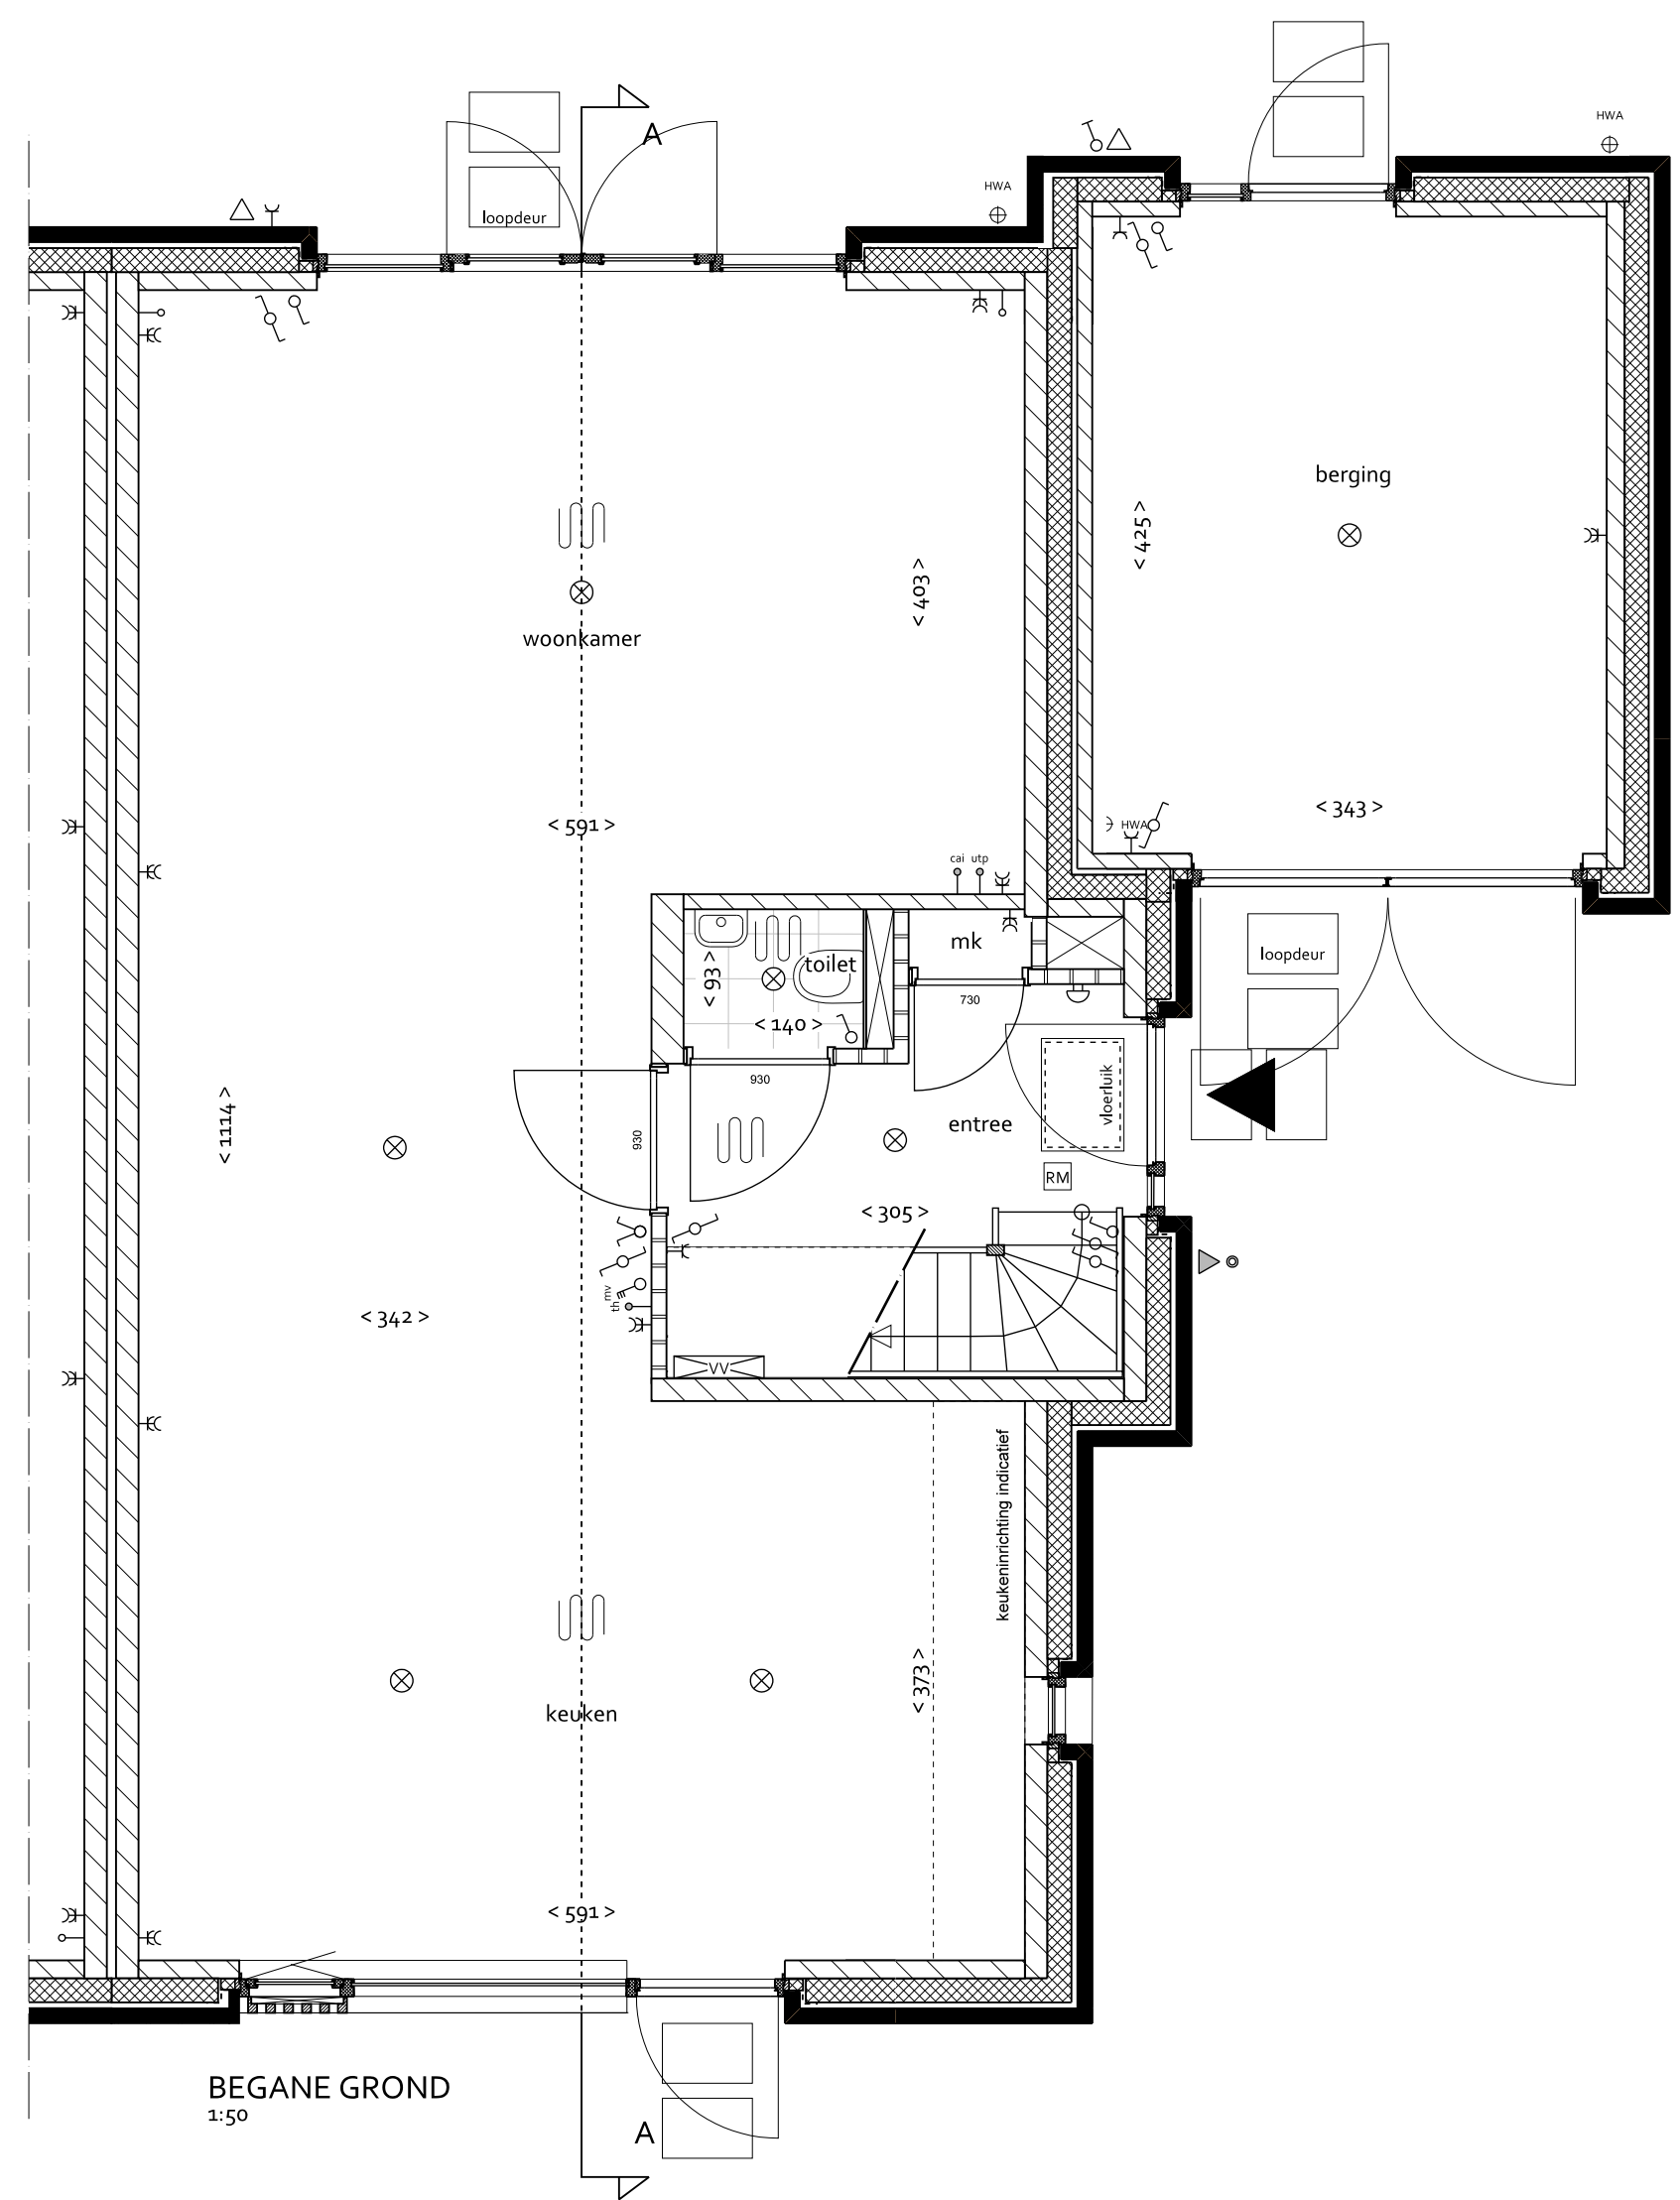 A
loopdeur
HWA
HWA
berging
< 425 >
< 403 >
woonkamer
< 343 >
HWA
< 591 >
cai utp
mk
toilet
< 93 >
< 140 >
730
loopdeur
930
930
vloerluik
entree
< 1114 >
RM
< 305 >
mv
th
< 342 >
VV
keukeninrichting indicatief
< 373 >
keuken
< 591 >
BEGANE GROND
1:50
A